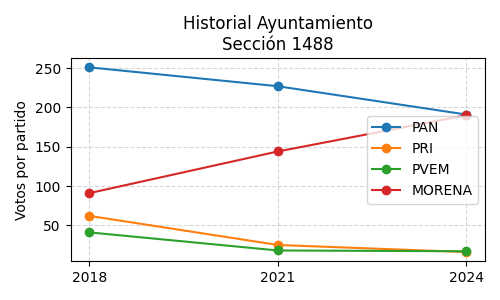 Historial Ayuntamiento
Sección 1488
Votos por partido
250
200
150
100
50
PAN
PRI
PVEM
MORENA
2018
2021
2024